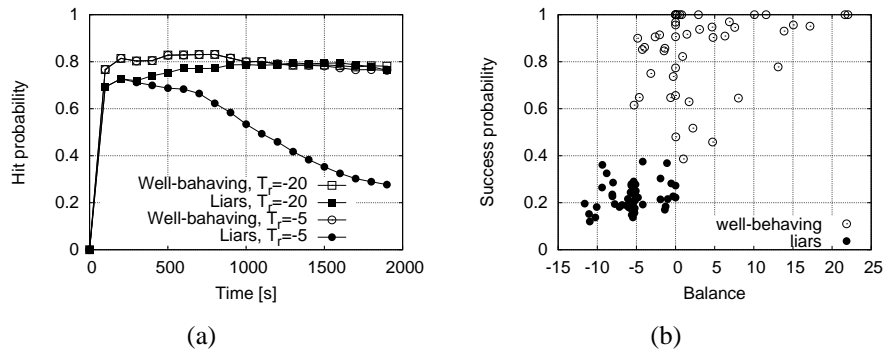 Hit probability
1
0.8
0.6
0.4
0.2
0
Well-bahaving, T_r=-20
Liars, T_r=-20
Well-bahaving, T_r=-5
Liars, T_r=-5
0 500 1000 1500 2000
Time [s]
(a)
Success probability
1
0.8
0.6
0.4
0.2
0
well-behaving
liars
-15 -10 -5 0 5 10 15 20 25
Balance
(b)